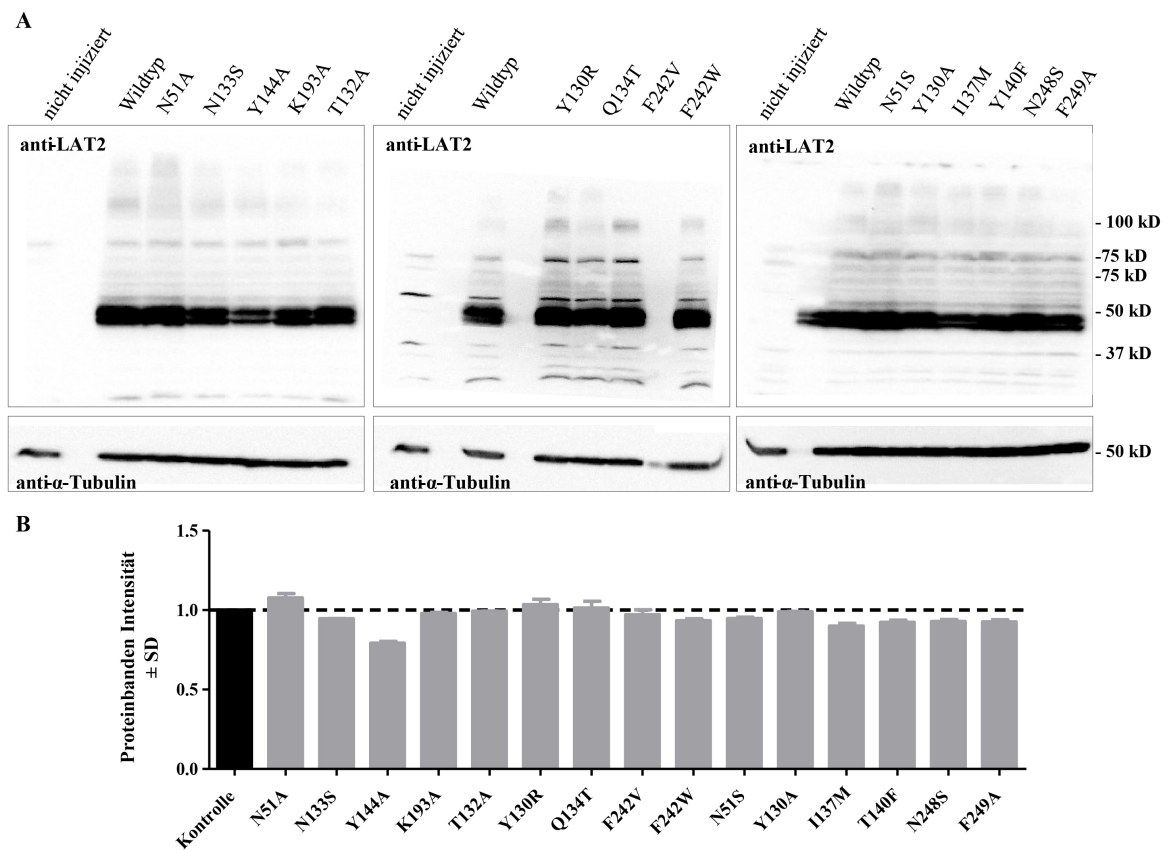 A
nicht injiziert
Wildtyp
N51A
N133S
Y144A
K193A
T132A
nicht injiziert
Wildtyp
Y130R
Q134T
F242V
F242W
nicht injiziert
Wildtyp
N51S
Y130A
I137M
Y140F
N248S
F249A
anti-LAT2
anti-LAT2
anti-LAT2
- 100 kD
-75 kD
-75 kD
- 50 kD
- 37 kD
anti-α-Tubulin
anti-α-Tubulin
anti-α-Tubulin
- 50 kD
B
Proteinbanden Intensität
± SD
1.5
1.0
0.5
0.0
Kontrolle
N51A
N133S
Y144A
K193A
T132A
Y130R
Q134T
F242V
F242W
N51S
Y130A
I137M
T140F
N248S
F249A